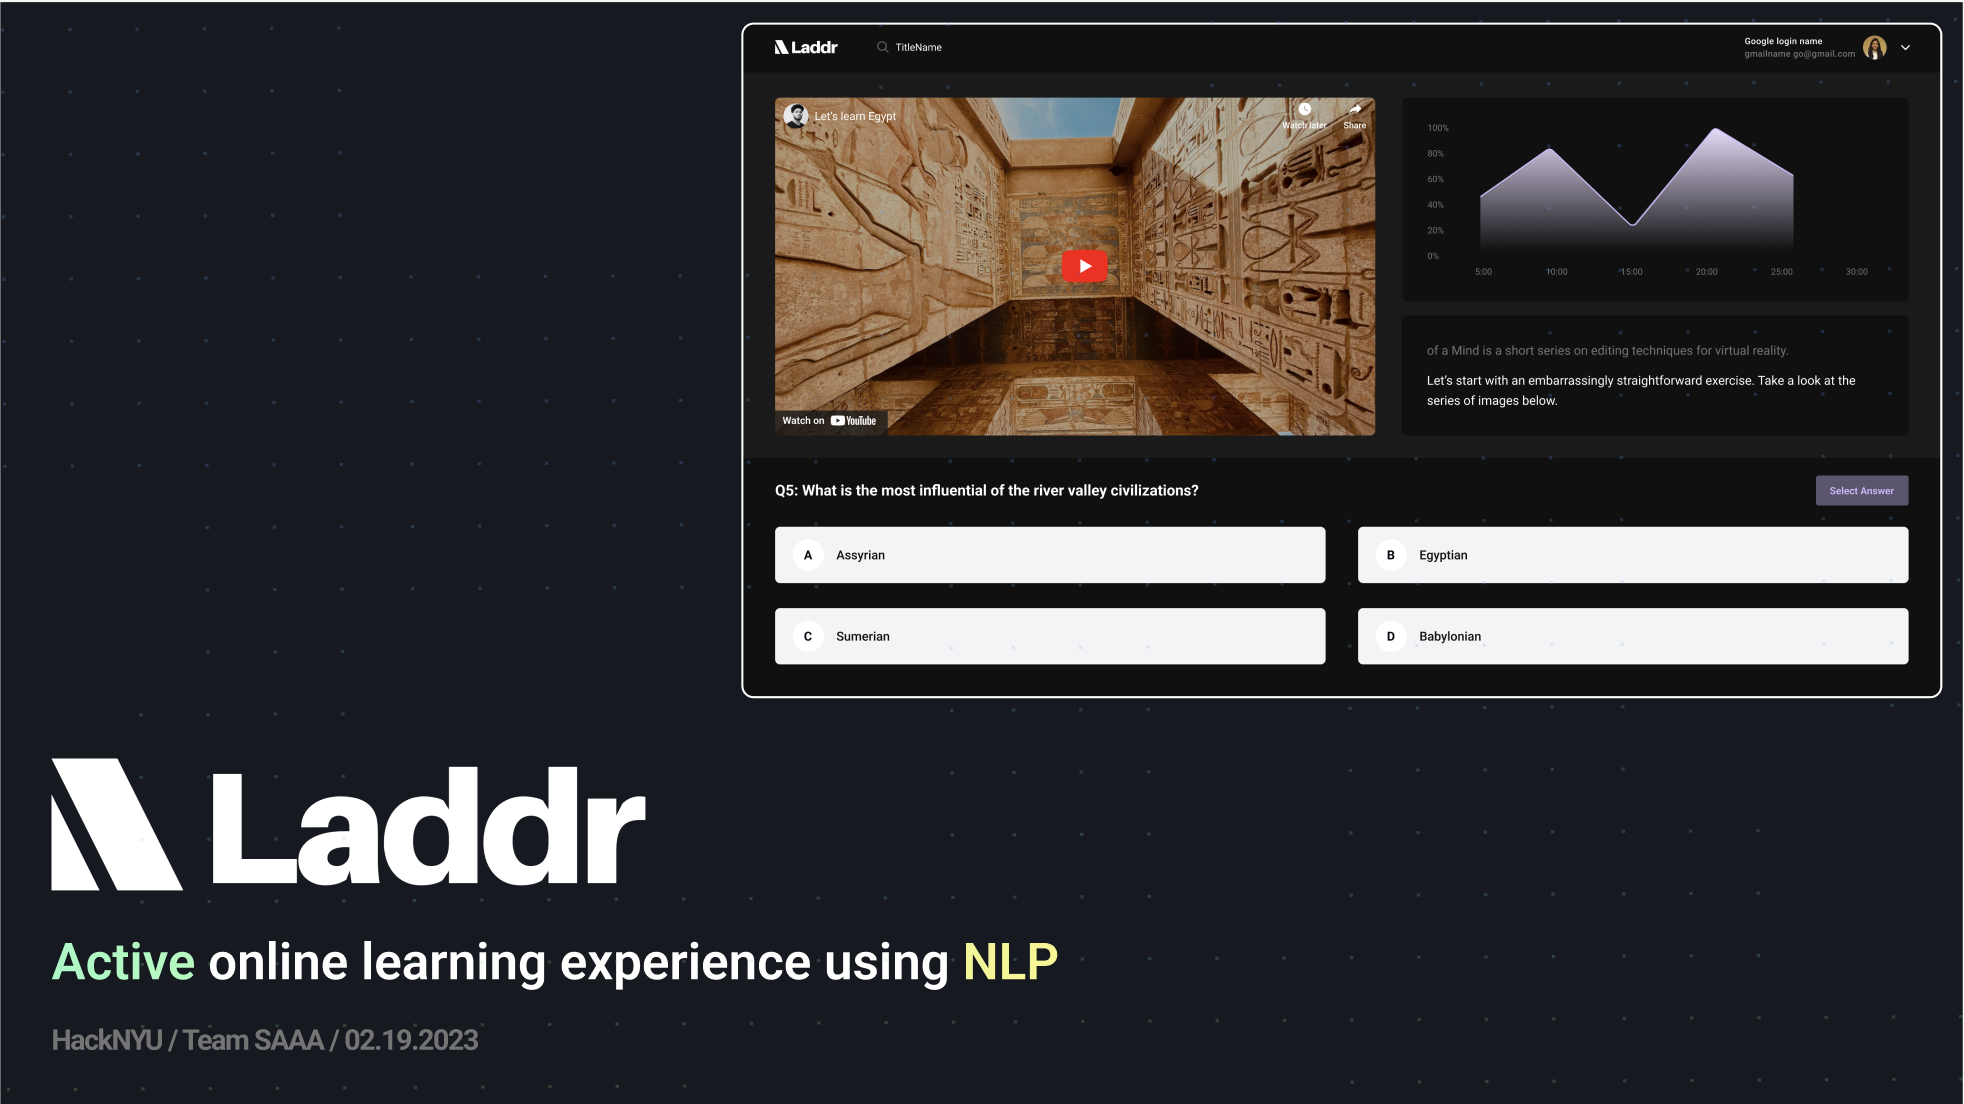 Laddr
TitleName
Google login name
gmailname go@gmail.com
Let's learn Egypt
Watch later
Share
Watch on YouTube
100%
80%
60%
40%
20%
0%
5:00 10:00 15:00 20:00 25:00 30:00
of a Mind is a short series on editing techniques for virtual reality.
Let's start with an embarrassingly straightforward exercise. Take a look at the
series of images below.
Q5: What is the most influential of the river valley civilizations?
Select Answer
A Assyrian
B Egyptian
C Sumerian
D Babylonian
Laddr
Active online learning experience using NLP
HackNYU / Team SAAA / 02.19.2023